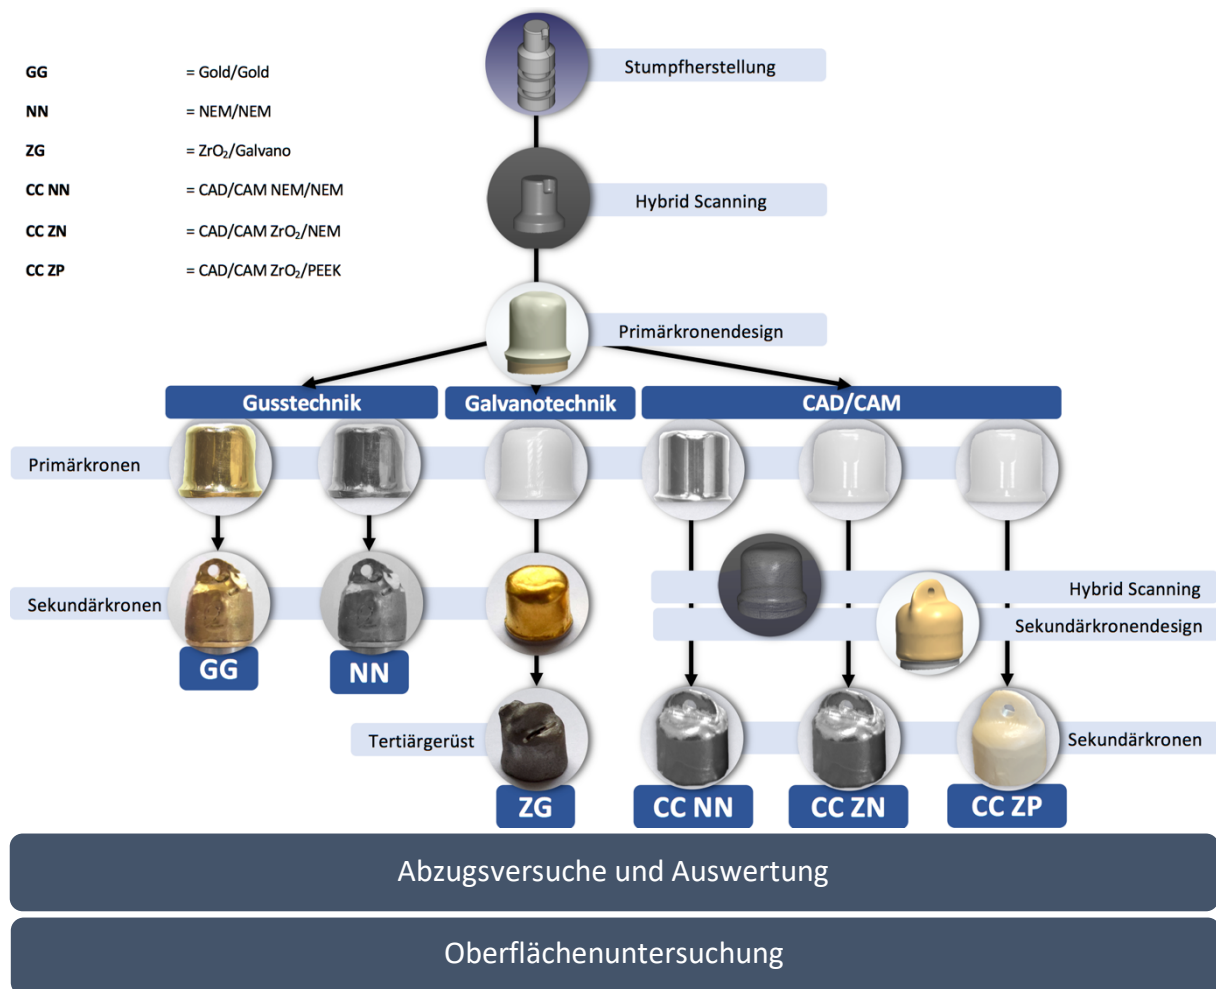 GG = Gold/Gold
NN = NEM/NEM
ZG = ZrO₂/Galvano
CC NN = CAD/CAM NEM/NEM
CC ZN = CAD/CAM ZrO₂/NEM
CC ZP = CAD/CAM ZrO₂/PEEK
Stumpfherstellung
Hybrid Scanning
Primärkronendesign
Gusstechnik Galvanotechnik CAD/CAM
Primärkronen
Hybrid Scanning
Sekundärkronen
Sekundärkronendesign
GG NN
Tertiärgerüst
Sekundärkronen
ZG CC NN CC ZN CC ZP
Abzugsversuche und Auswertung
Oberflächenuntersuchung